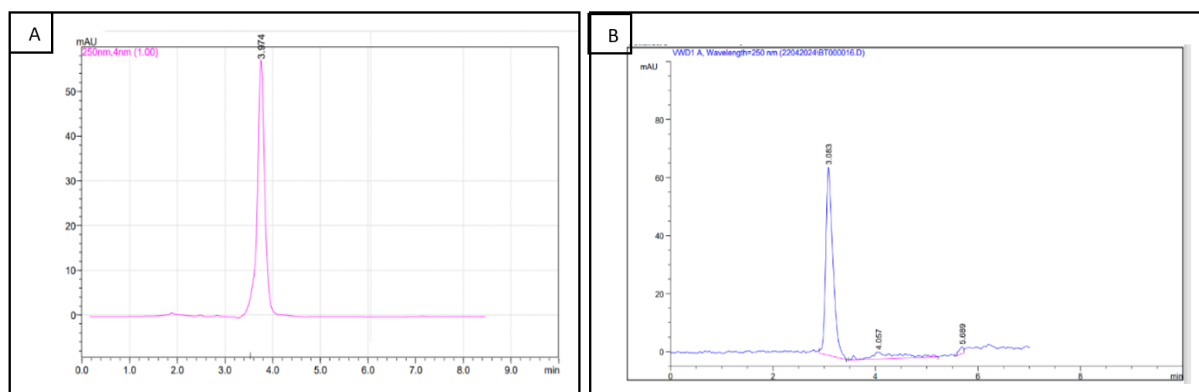 A
mAU
250nm,4nm (1.00)
3.974
50
40
30
20
10
0
0.0 1.0 2.0 3.0 4.0 5.0 6.0 7.0 8.0 9.0 min
B
VWD1 A, Wavelength=250 nm (22042024\BT000016.D)
mAU
80
60
40
20
0
3.083
4.057
5.689
0 2 4 6 8 min